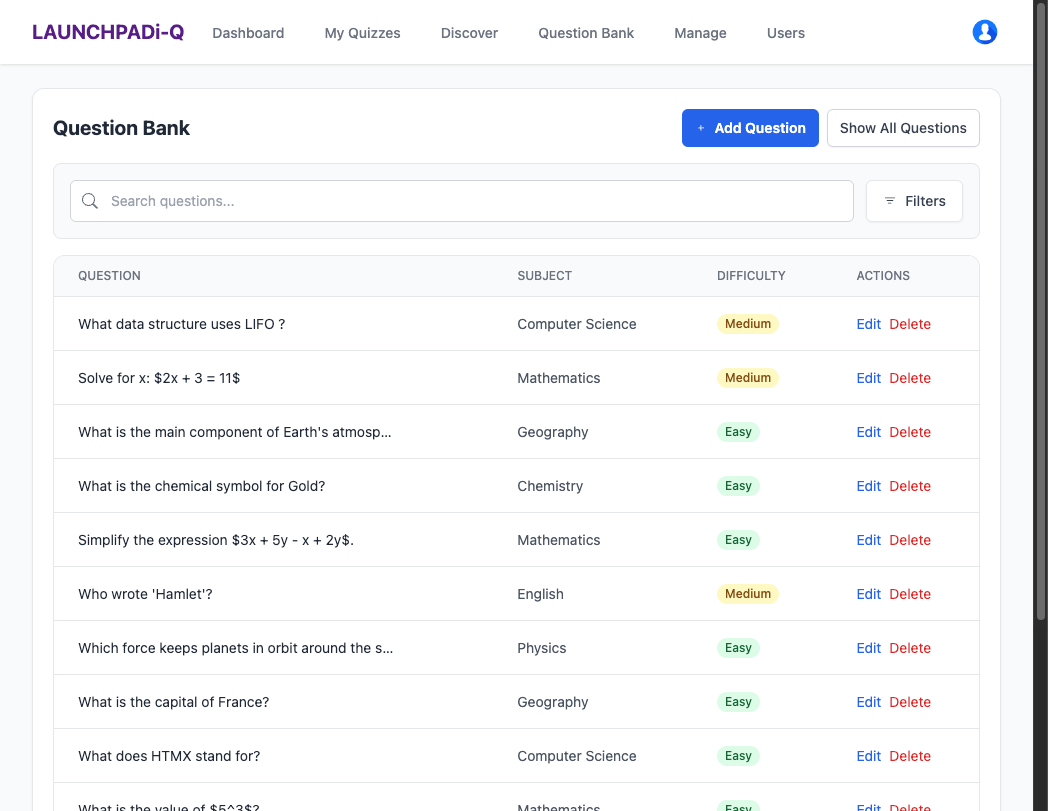 LAUNCHPADi-Q Dashboard My Quizzes Discover Question Bank Manage Users
Question Bank + Add Question Show All Questions
Search questions... Filters
QUESTION SUBJECT DIFFICULTY ACTIONS
What data structure uses LIFO ? Computer Science Medium Edit Delete
Solve for x: $2x + 3 = 11$ Mathematics Medium Edit Delete
What is the main component of Earth's atmosp... Geography Easy Edit Delete
What is the chemical symbol for Gold? Chemistry Easy Edit Delete
Simplify the expression $3x + 5y - x + 2y$. Mathematics Easy Edit Delete
Who wrote 'Hamlet'? English Medium Edit Delete
Which force keeps planets in orbit around the s... Physics Easy Edit Delete
What is the capital of France? Geography Easy Edit Delete
What does HTMX stand for? Computer Science Easy Edit Delete
What is the value of $5^3$? Mathematics Easy Edit Delete